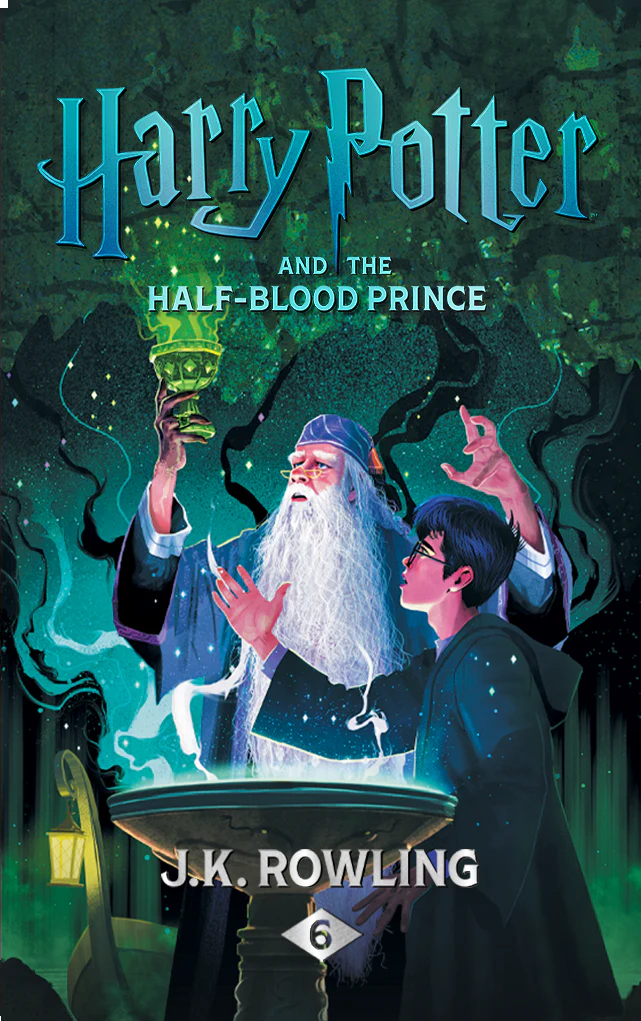 Harry Potter
AND THE
HALF-BLOOD PRINCE
J.K. ROWLING
6